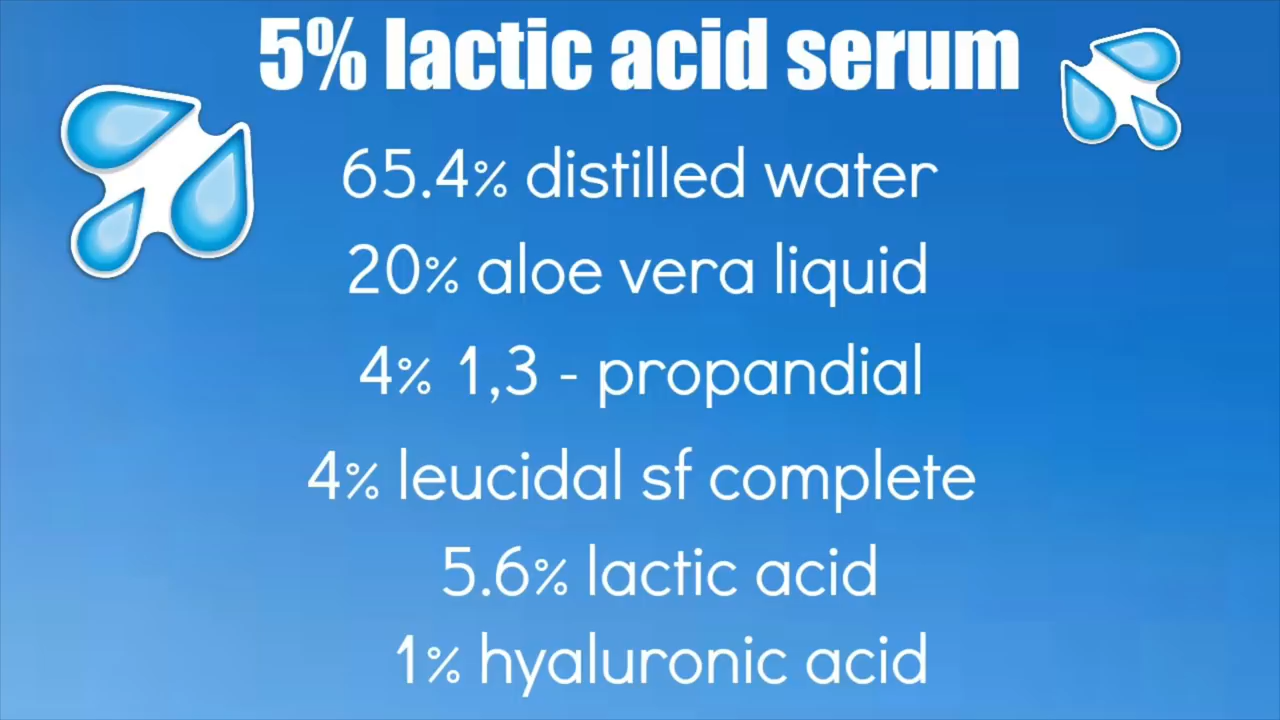 5% lactic acid serum
65.4% distilled water
20% aloe vera liquid
4% 1,3 - propandial
4% leucidal sf complete
5.6% lactic acid
1% hyaluronic acid